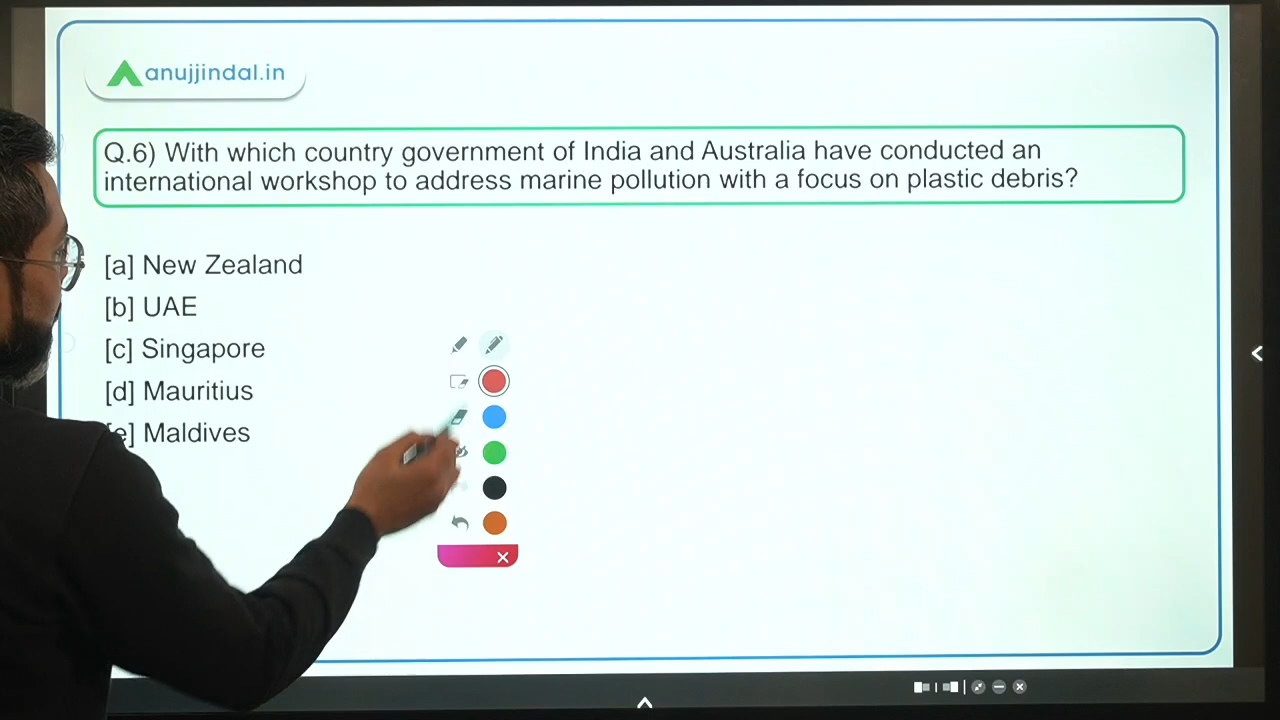 anujjindal.in
Q.6) With which country government of India and Australia have conducted an
international workshop to address marine pollution with a focus on plastic debris?
[a] New Zealand
[b] UAE
[c] Singapore
[d] Mauritius
[e] Maldives